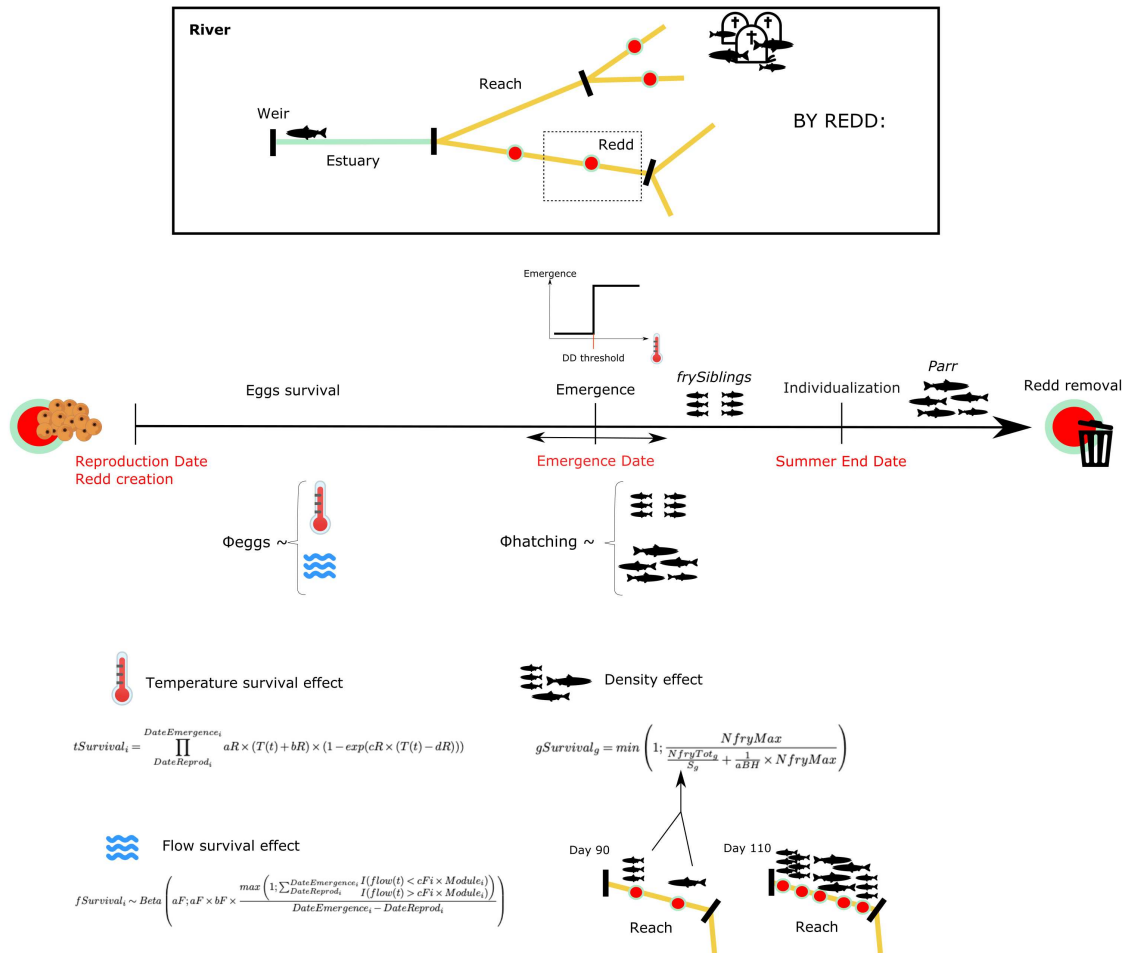 River
Reach
Weir
Estuary
Redd
BY REDD:
Emergence
DD threshold
Eggs survival
Emergence
frySiblings
Individualization
Parr
Redd removal
Reproduction Date
Redd creation
Emergence Date
Summer End Date
Φeggs ~
Φhatching ~
Temperature survival effect
Density effect
tSurvival_i = ∏_{DateReprod_i}^{DateEmergence_i} aR × (T(t) + bR) × (1 − exp(cR × (T(t) − dR)))
gSurvival_g = min(1; NfryMax / (NfryTot_g / S_g + 1/aBH × NfryMax))
Flow survival effect
fSurvival_i ~ Beta(aF; aF × bF × max(1; ∑_{DateReprod_i}^{DateEmergence_i} I(flow(t) < cFi × Module_i) I(flow(t) > cFi × Module_i)) / (DateEmergence_i − DateReprod_i))
Day 90
Reach
Day 110
Reach